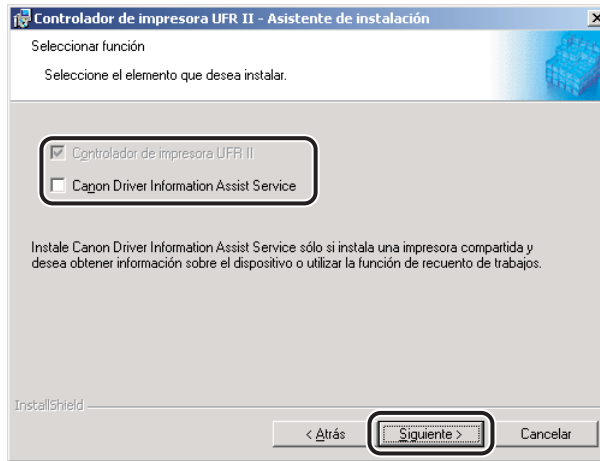 Controlador de impresora UFR II - Asistente de instalación
Seleccionar función
Seleccione el elemento que desea instalar.
Controlador de impresora UFR II
Canon Driver Information Assist Service
Instale Canon Driver Information Assist Service sólo si instala una impresora compartida y
desea obtener información sobre el dispositivo o utilizar la función de recuento de trabajos.
InstallShield
< Atrás Siguiente > Cancelar